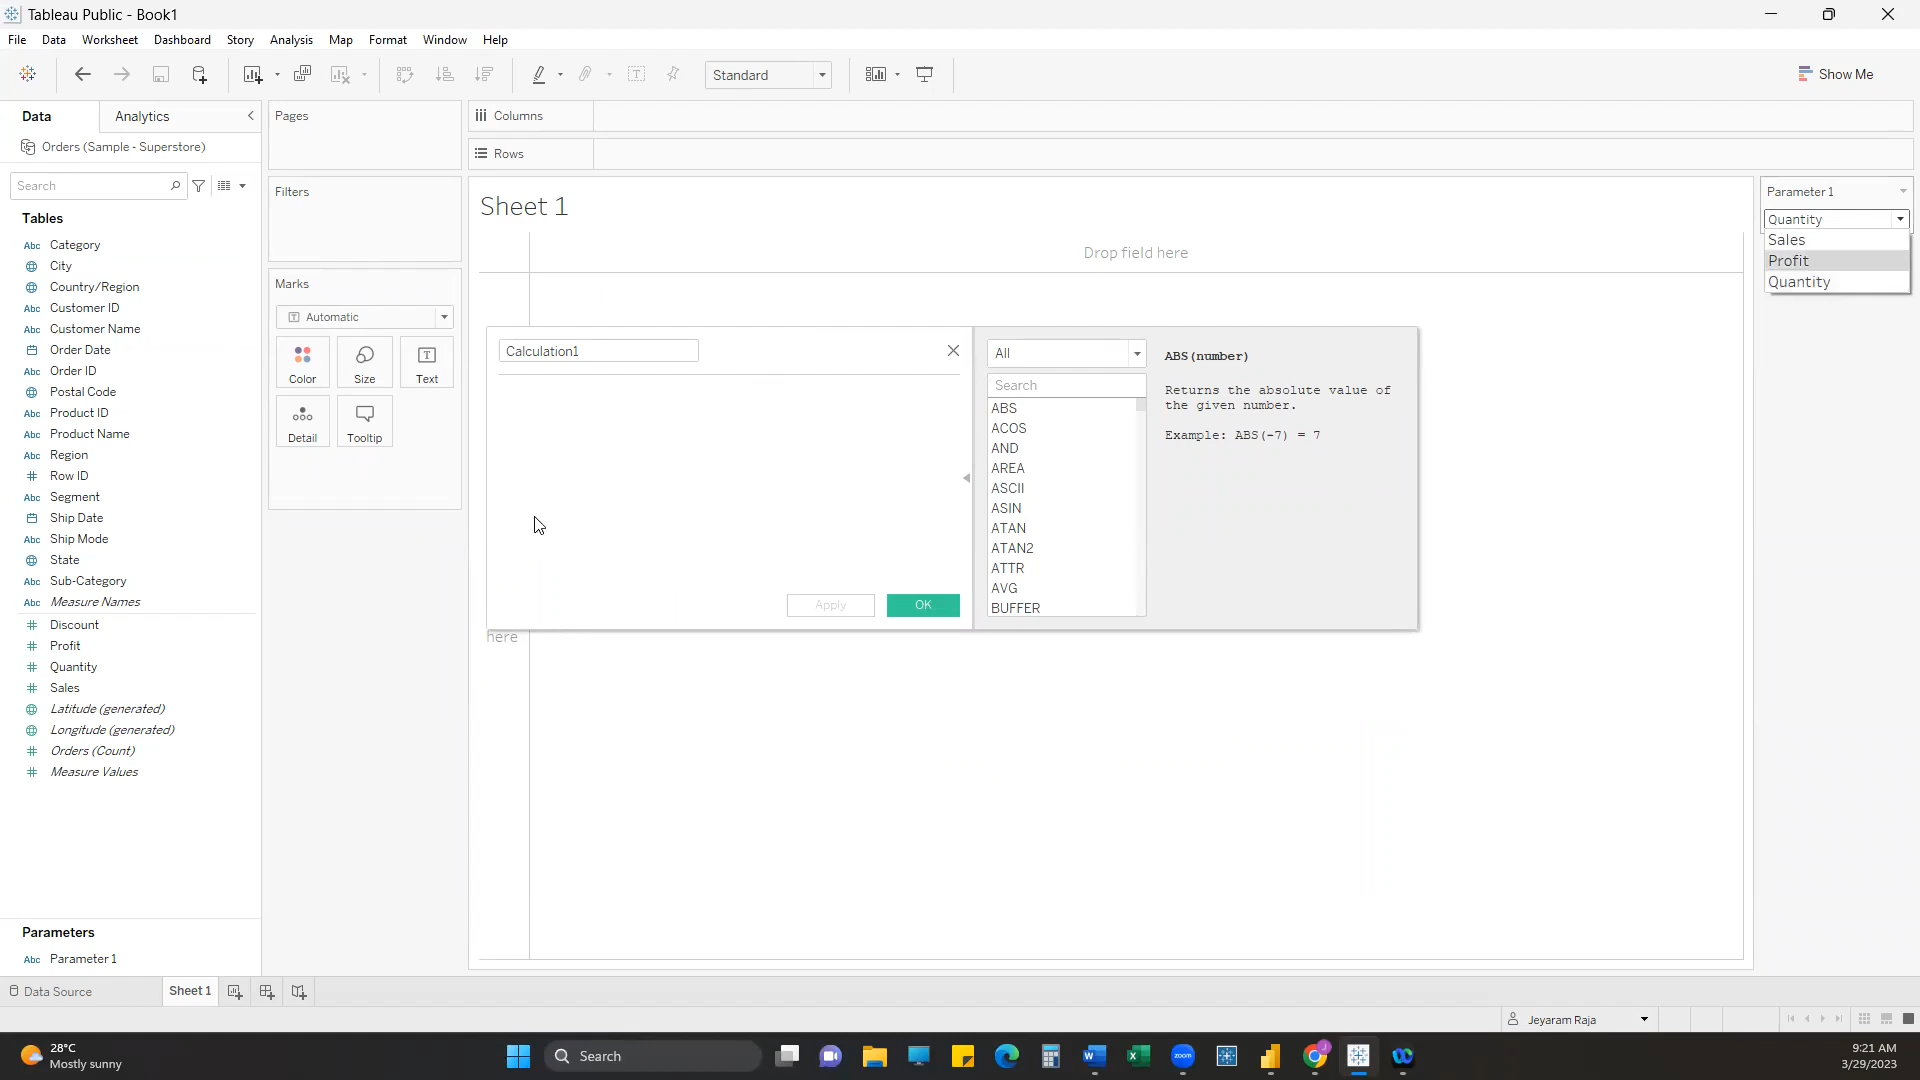 Tableau Public - Book1
File Data Worksheet Dashboard Story Analysis Map Format Window Help
Standard
Show Me
Data
Analytics
Orders (Sample - Superstore)
Search
Tables
Abc Category
City
Country/Region
Abc Customer ID
Abc Customer Name
Order Date
Abc Order ID
Postal Code
Abc Product ID
Abc Product Name
Abc Region
Row ID
Abc Segment
Ship Date
Abc Ship Mode
State
Abc Sub-Category
Abc Measure Names
Discount
Profit
Quantity
Sales
Latitude (generated)
Longitude (generated)
Orders (Count)
Measure Values
Parameters
Abc Parameter 1
Pages
Filters
Marks
Automatic
Color Size Text
Detail Tooltip
Columns
Rows
Sheet 1
Drop field here
here
Calculation1
Apply OK
All
Search
ABS
ACOS
AND
AREA
ASCII
ASIN
ATAN
ATAN2
ATTR
AVG
BUFFER
ABS(number)
Returns the absolute value of
the given number.
Example: ABS(-7) = 7
Parameter 1
Quantity
Sales
Profit
Quantity
Data Source
Sheet 1
Jeyaram Raja
28°C
Mostly sunny
Search
zoom
J
9:21 AM
3/29/2023